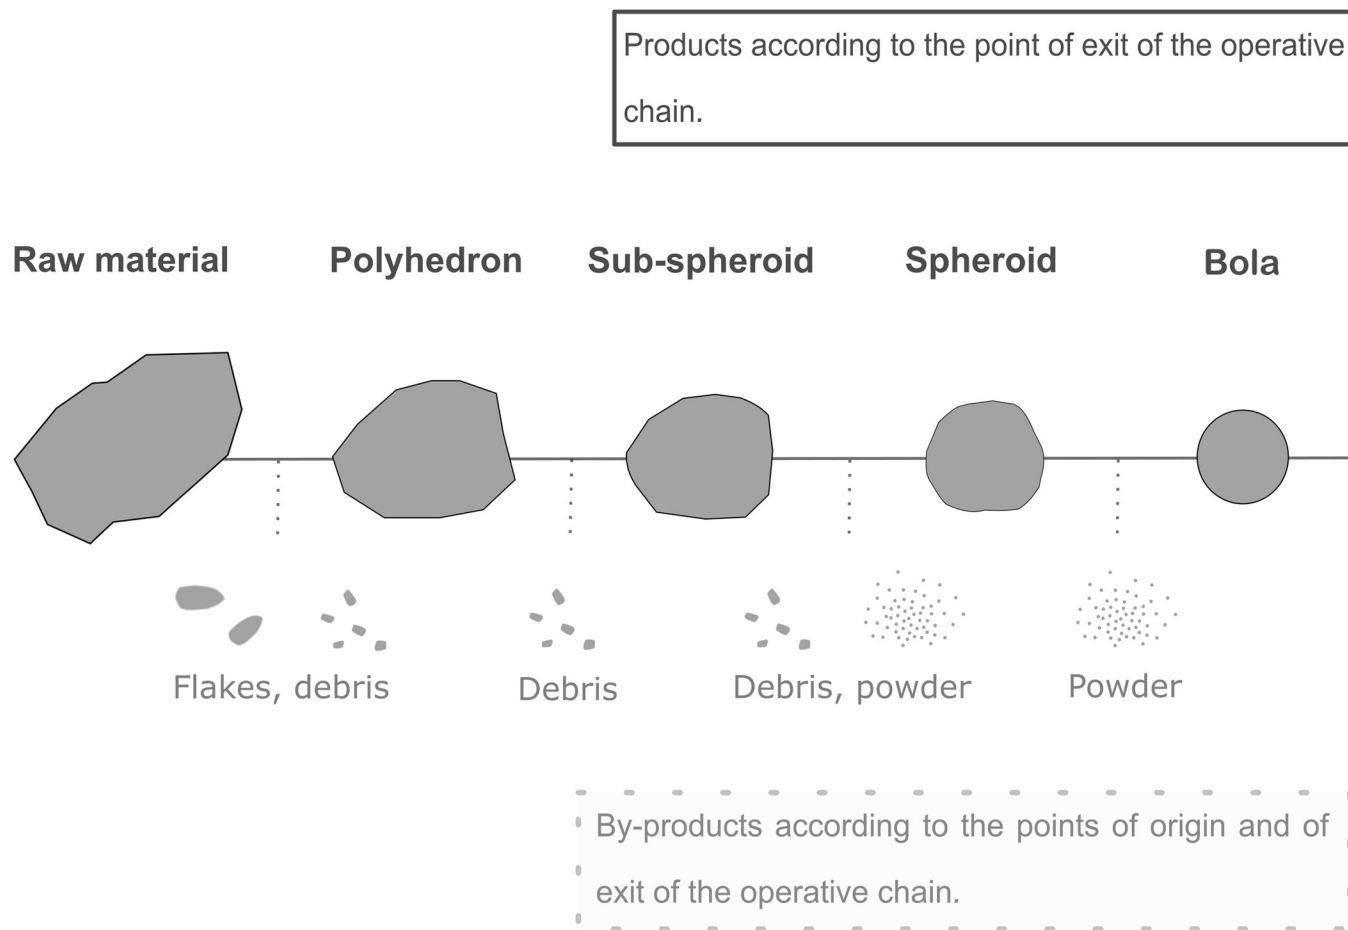 Products according to the point of exit of the operative
chain.
Raw material
Polyhedron
Sub-spheroid
Spheroid
Bola
Flakes, debris
Debris
Debris, powder
Powder
By-products according to the points of origin and of
exit of the operative chain.